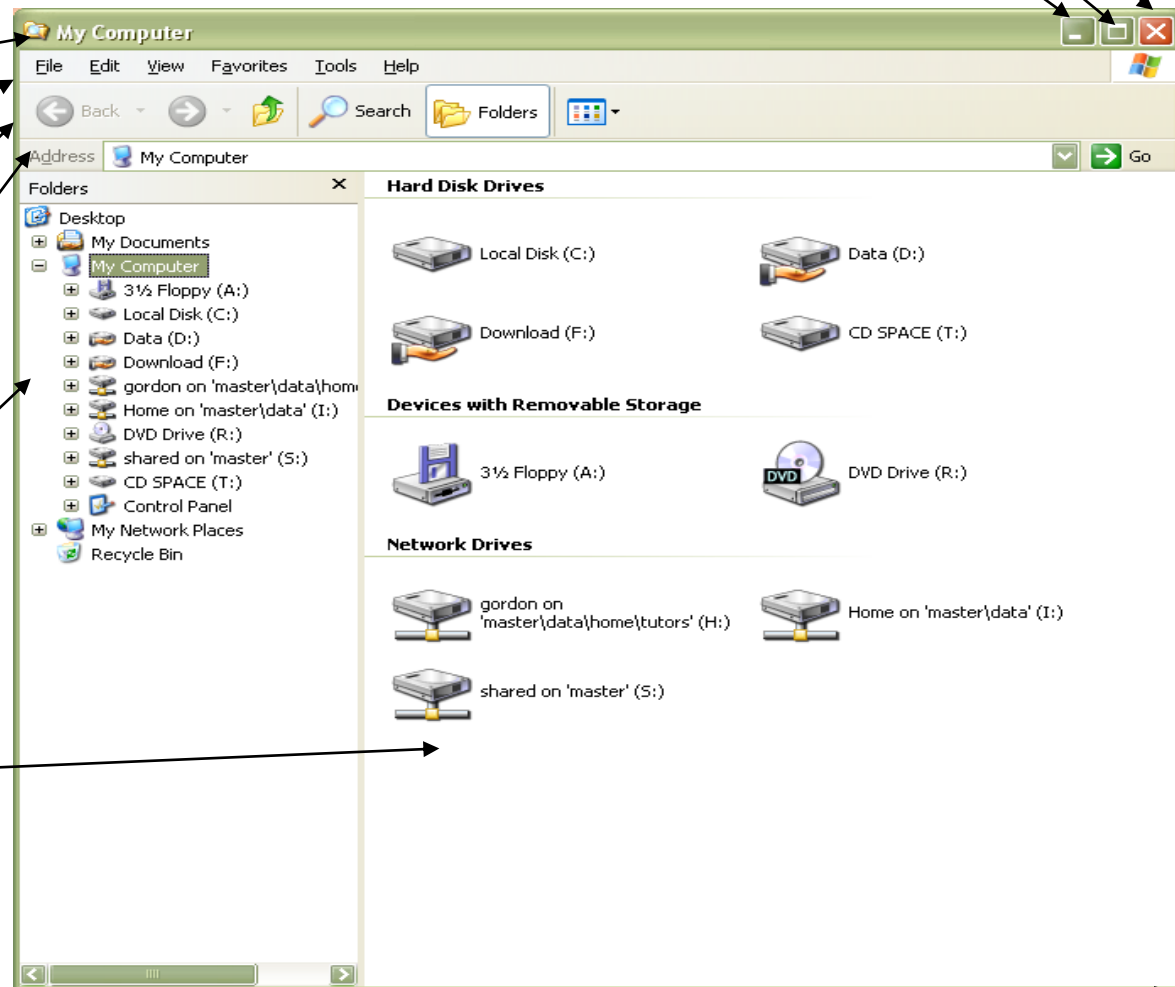 My Computer
File Edit View Favorites Tools Help
Back Search Folders
Address My Computer Go
Folders
Desktop
My Documents
My Computer
3½ Floppy (A:)
Local Disk (C:)
Data (D:)
Download (F:)
gordon on 'master\data\hom
Home on 'master\data' (I:)
DVD Drive (R:)
shared on 'master' (S:)
CD SPACE (T:)
Control Panel
My Network Places
Recycle Bin
Hard Disk Drives
Local Disk (C:)
Data (D:)
Download (F:)
CD SPACE (T:)
Devices with Removable Storage
3½ Floppy (A:)
DVD
DVD Drive (R:)
Network Drives
gordon on
'master\data\home\tutors' (H:)
Home on 'master\data' (I:)
shared on 'master' (S:)